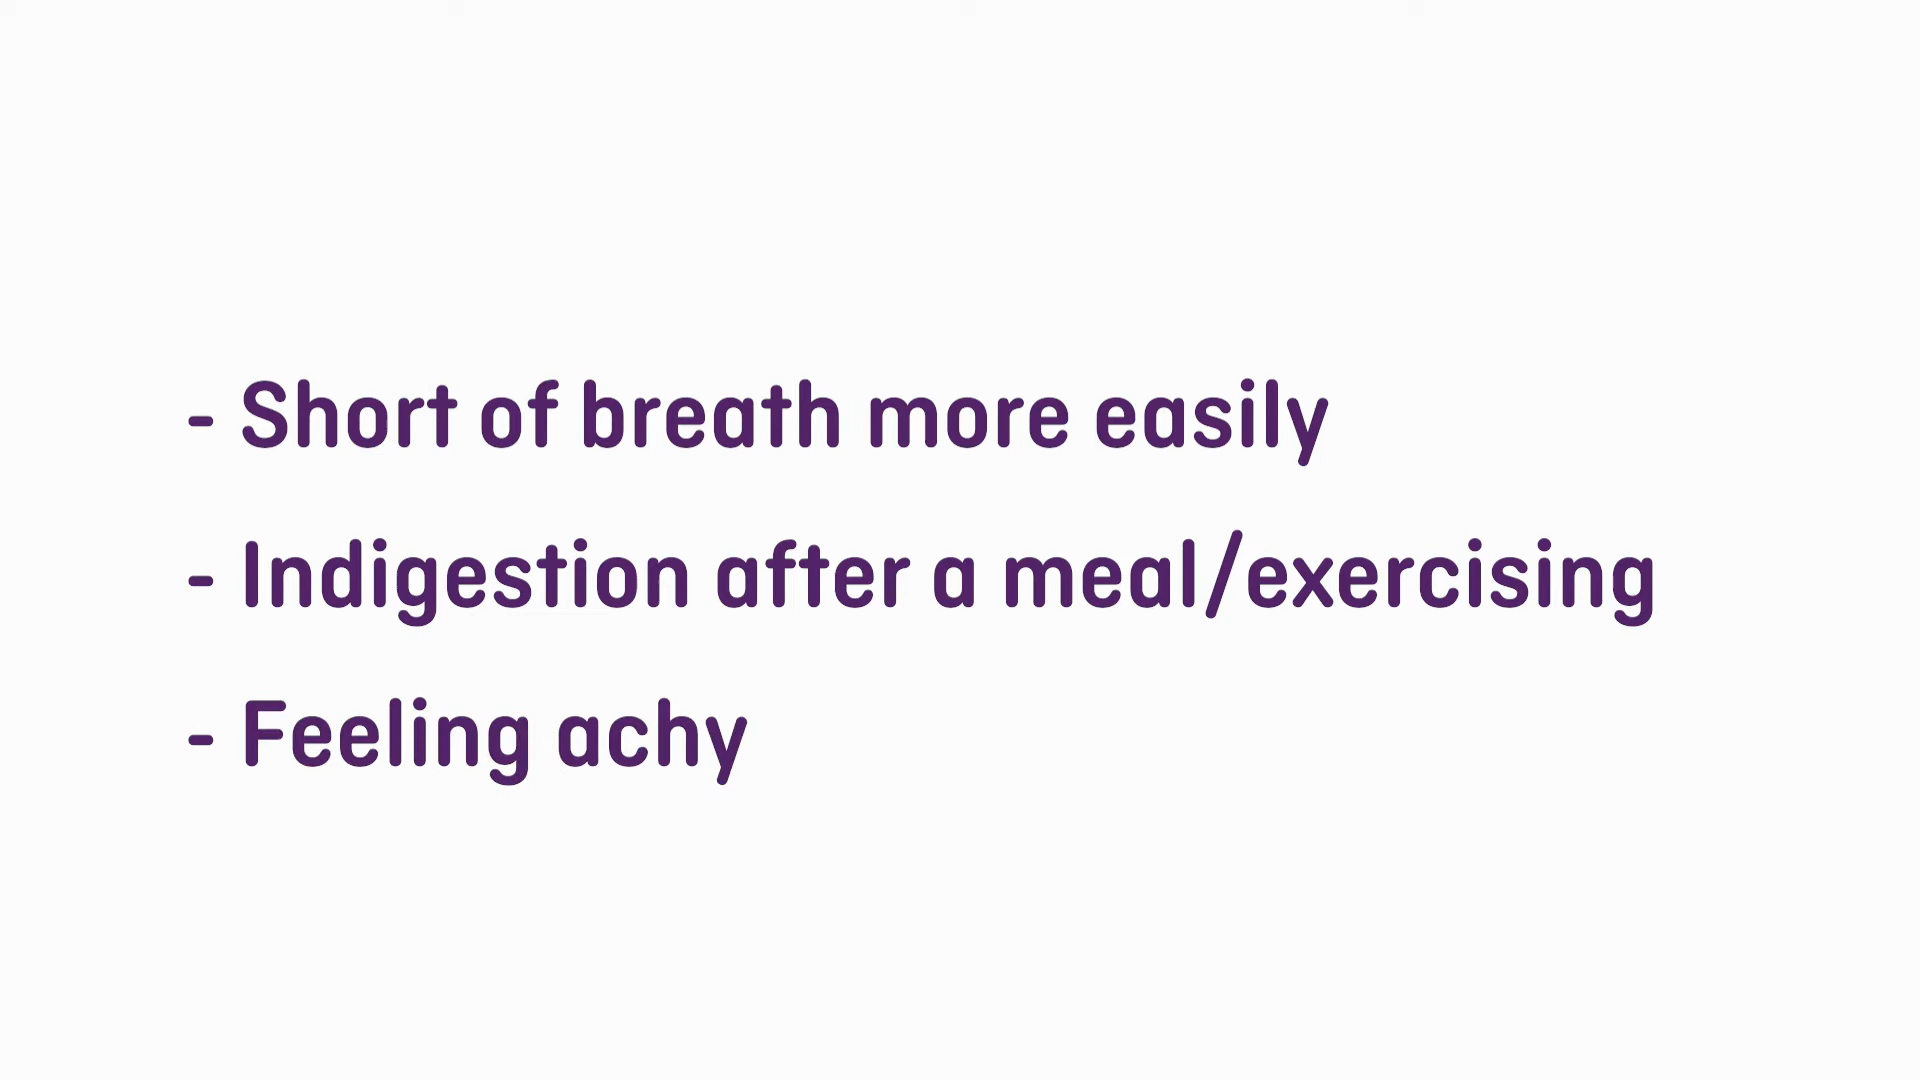 - Short of breath more easily
- Indigestion after a meal/exercising
- Feeling achy